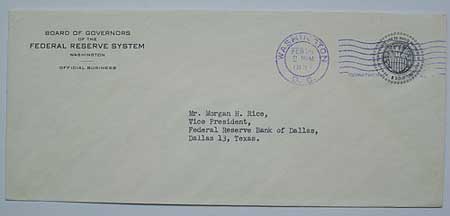 BOARD OF GOVERNORS
OF THE
FEDERAL RESERVE SYSTEM
WASHINGTON
OFFICIAL BUSINESS
WASHINGTON
FEB
D. C.
Mr. Morgan H. Rice,
Vice President,
Federal Reserve Bank of Dallas,
Dallas 13, Texas.